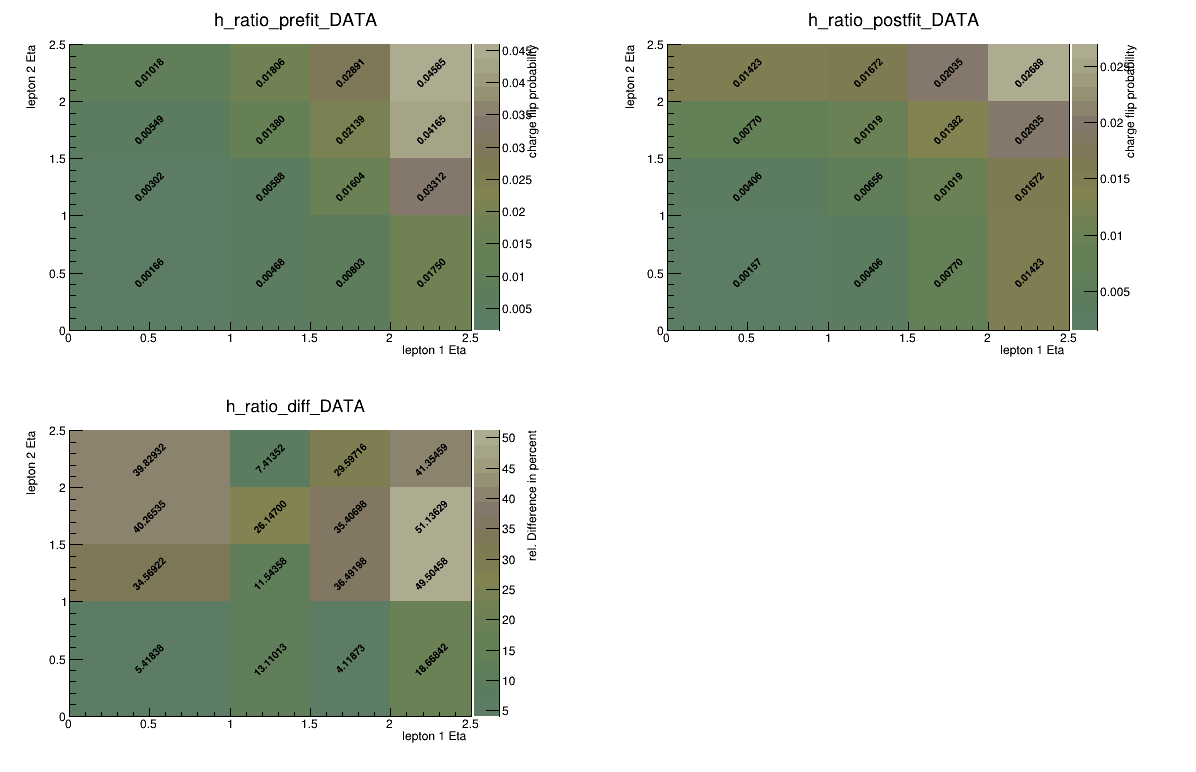 h_ratio_prefit_DATA
lepton 2 Eta
2.5
2
1.5
1
0.5
0
0.01018 0.01806 0.02891 0.04585
0.00549 0.01380 0.02139 0.04165
0.00302 0.00588 0.01604 0.03312
0.00166 0.00468 0.00803 0.01750
0 0.5 1 1.5 2 2.5
lepton 1 Eta
0.045
0.04
0.035
0.03
0.025
0.02
0.015
0.01
0.005
charge flip probability
h_ratio_postfit_DATA
lepton 2 Eta
2.5
2
1.5
1
0.5
0
0.01423 0.01672 0.02035 0.02689
0.00770 0.01019 0.01382 0.02035
0.00406 0.00656 0.01019 0.01672
0.00157 0.00406 0.00770 0.01423
0 0.5 1 1.5 2 2.5
lepton 1 Eta
0.025
0.02
0.015
0.01
0.005
charge flip probability
h_ratio_diff_DATA
lepton 2 Eta
2.5
2
1.5
1
0.5
0
39.82932 7.41352 29.59716 41.35459
40.26535 26.14700 35.40698 51.13629
34.56922 11.54358 36.49198 49.50458
5.41838 13.11013 4.11873 18.66842
0 0.5 1 1.5 2 2.5
lepton 1 Eta
50
45
40
35
30
25
20
15
10
5
rel. Difference in percent